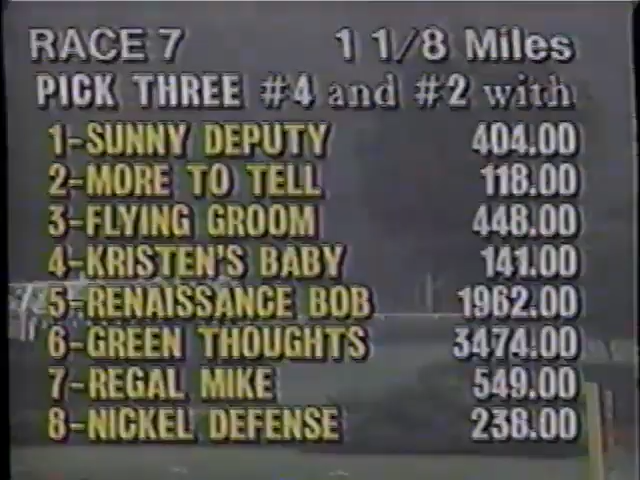 RACE 7 1 1/8 Miles
PICK THREE #4 and #2 with
1-SUNNY DEPUTY 404.00
2-MORE TO TELL 118.00
3-FLYING GROOM 448.00
4-KRISTEN'S BABY 141.00
5-RENAISSANCE BOB 1962.00
6-GREEN THOUGHTS 3474.00
7-REGAL MIKE 549.00
8-NICKEL DEFENSE 238.00